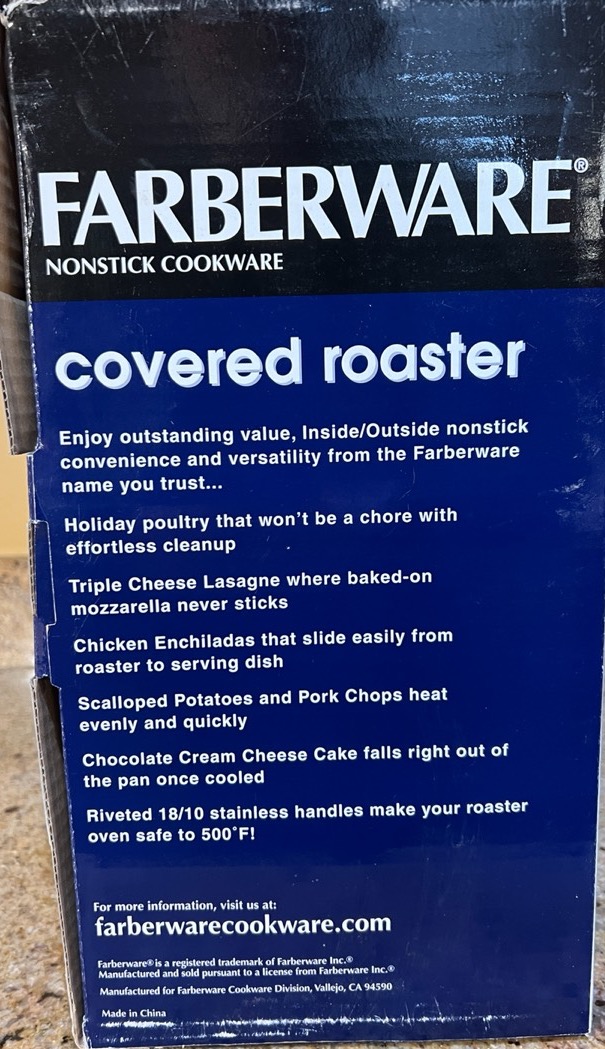 FARBERWARE®
NONSTICK COOKWARE
covered roaster
Enjoy outstanding value, Inside/Outside nonstick
convenience and versatility from the Farberware
name you trust...
Holiday poultry that won't be a chore with
effortless cleanup
Triple Cheese Lasagne where baked-on
mozzarella never sticks
Chicken Enchiladas that slide easily from
roaster to serving dish
Scalloped Potatoes and Pork Chops heat
evenly and quickly
Chocolate Cream Cheese Cake falls right out of
the pan once cooled
Riveted 18/10 stainless handles make your roaster
oven safe to 500°F!
For more information, visit us at:
farberwarecookware.com
Farberware® is a registered trademark of Farberware Inc.®
Manufactured and sold pursuant to a license from Farberware Inc.®
Manufactured for Farberware Cookware Division, Vallejo, CA 94590
Made in China